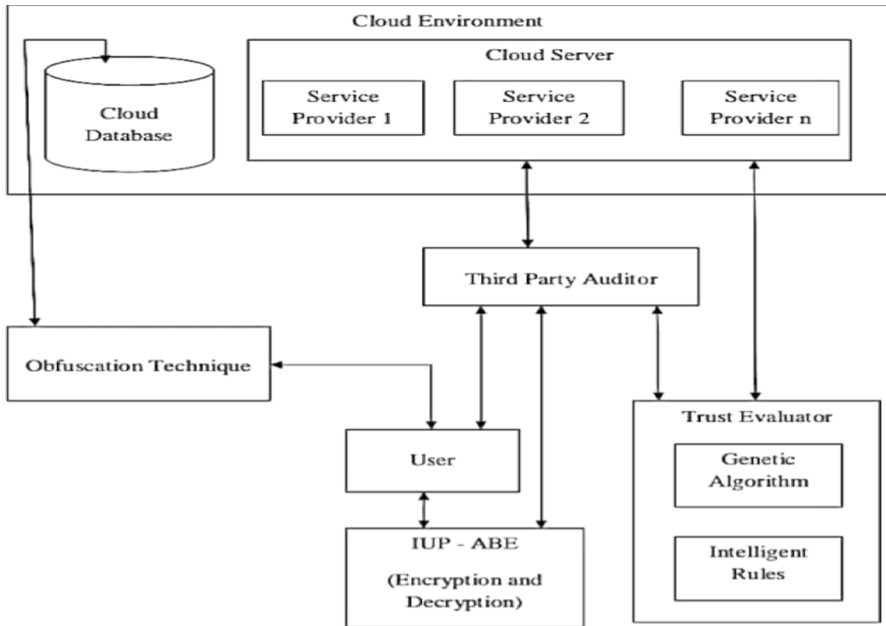 Cloud Environment
Cloud Server
Cloud
Database
Service
Provider 1
Service
Provider 2
Service
Provider n
Third Party Auditor
Obfuscation Technique
Trust Evaluator
User
Genetic
Algorithm
IUP - ABE
(Encryption and
Decryption)
Intelligent
Rules